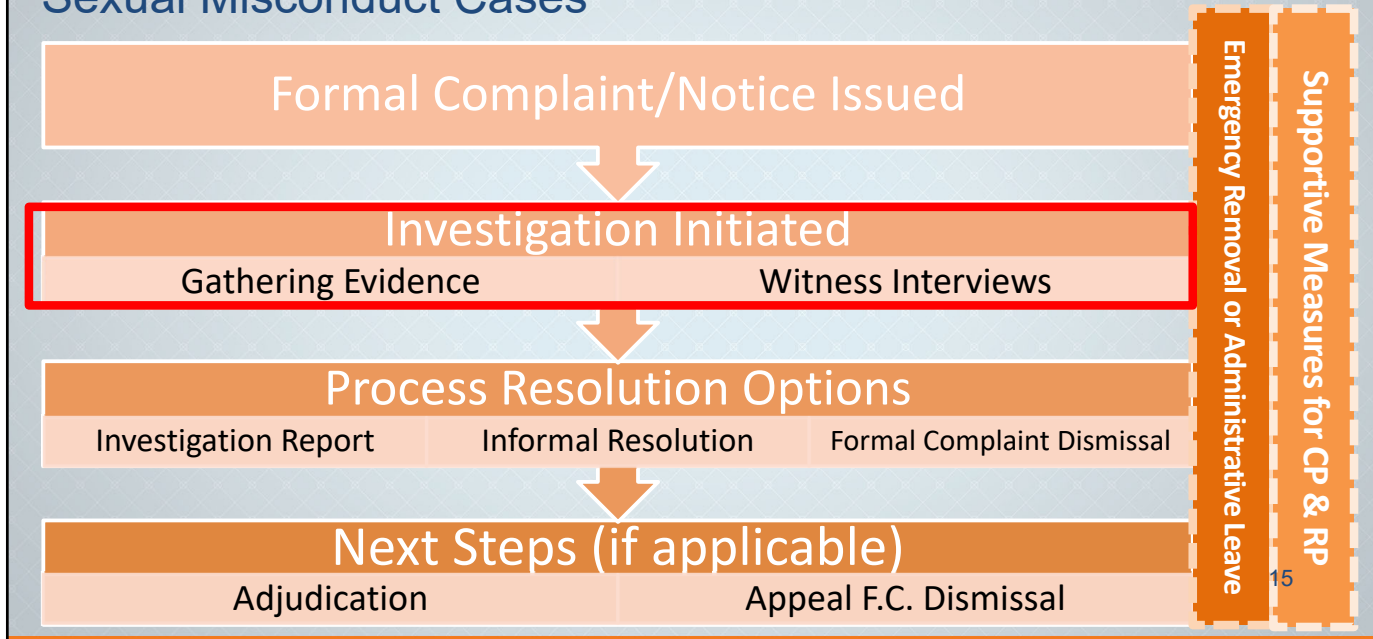 Sexual Misconduct Cases
Formal Complaint/Notice Issued
Investigation Initiated
Gathering Evidence
Witness Interviews
Process Resolution Options
Investigation Report
Informal Resolution
Formal Complaint Dismissal
Next Steps (if applicable)
Adjudication
Appeal F.C. Dismissal
Emergency Removal or Administrative Leave
Supportive Measures for CP & RP
15